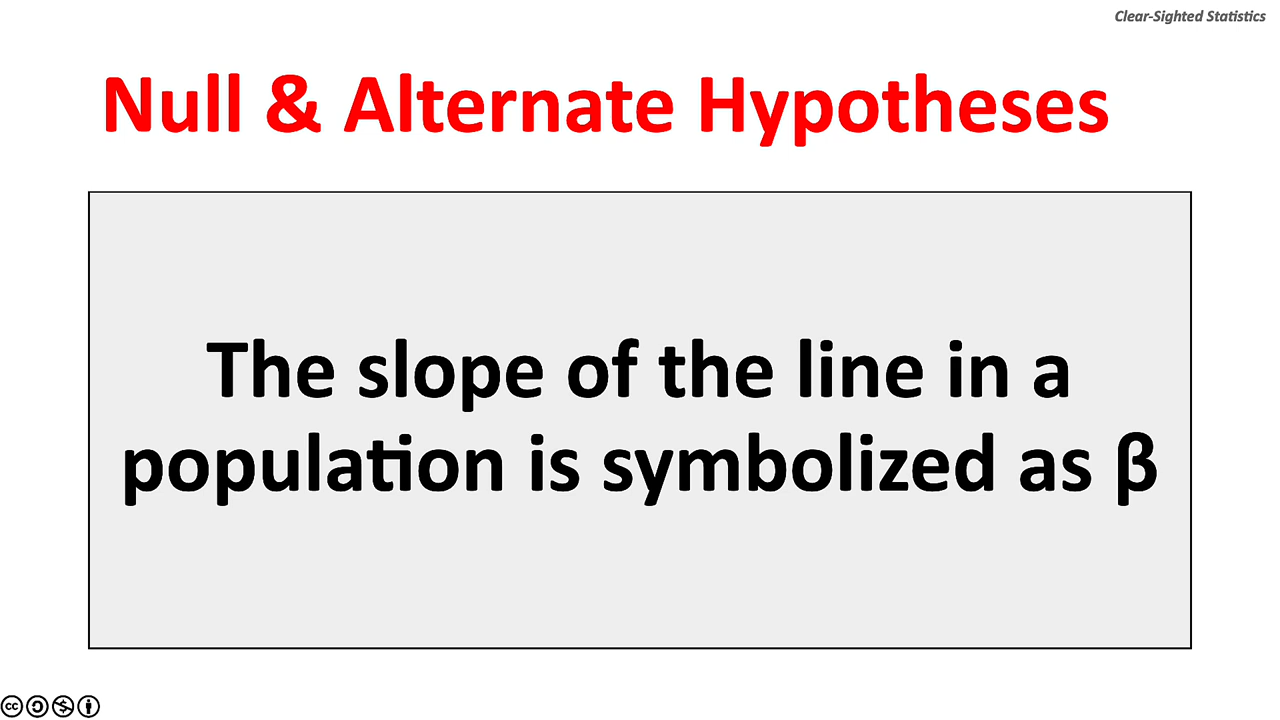 Clear-Sighted Statistics
Null & Alternate Hypotheses
The slope of the line in a
population is symbolized as β